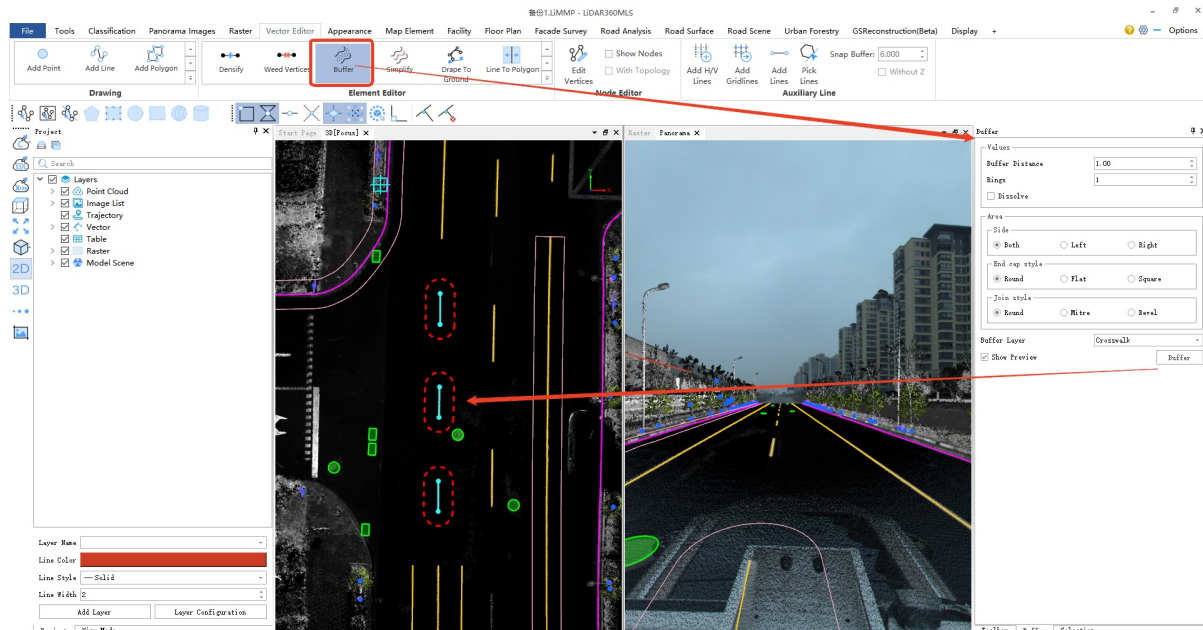 备份1.LiMMP - LiDAR360MLS
File Tools Classification Panorama Images Raster Vector Editor Appearance Map Element Facility Floor Plan Facade Survey Road Analysis Road Surface Road Scene Urban Forestry GSReconstruction(Beta) Display + Options
Add Point Add Line Add Polygon
Drawing
Densify Weed Vertices Buffer Simplify Drape To Ground Line To Polygon
Element Editor
Edit Vertices
Show Nodes
With Topology
Node Editor
Add H/V Lines Add Gridlines Add Lines Pick Lines
Snap Buffer: 6.000
Without Z
Auxiliary Line
Project
Search
Layers
Point Cloud
Image List
Trajectory
Vector
Table
Raster
Model Scene
EDL
2D
3D
Layer Name
Line Color
Line Style Solid
Line Width 2
Add Layer Layer Configuration
Start Page 3D[Focus]
Raster Panorama
Buffer
Values
Buffer Distance 1.00
Rings 1
Dissolve
Area
Side
Both Left Right
End cap style
Round Flat Square
Join style
Round Mitre Bevel
Buffer Layer Crosswalk
Show Preview Buffer